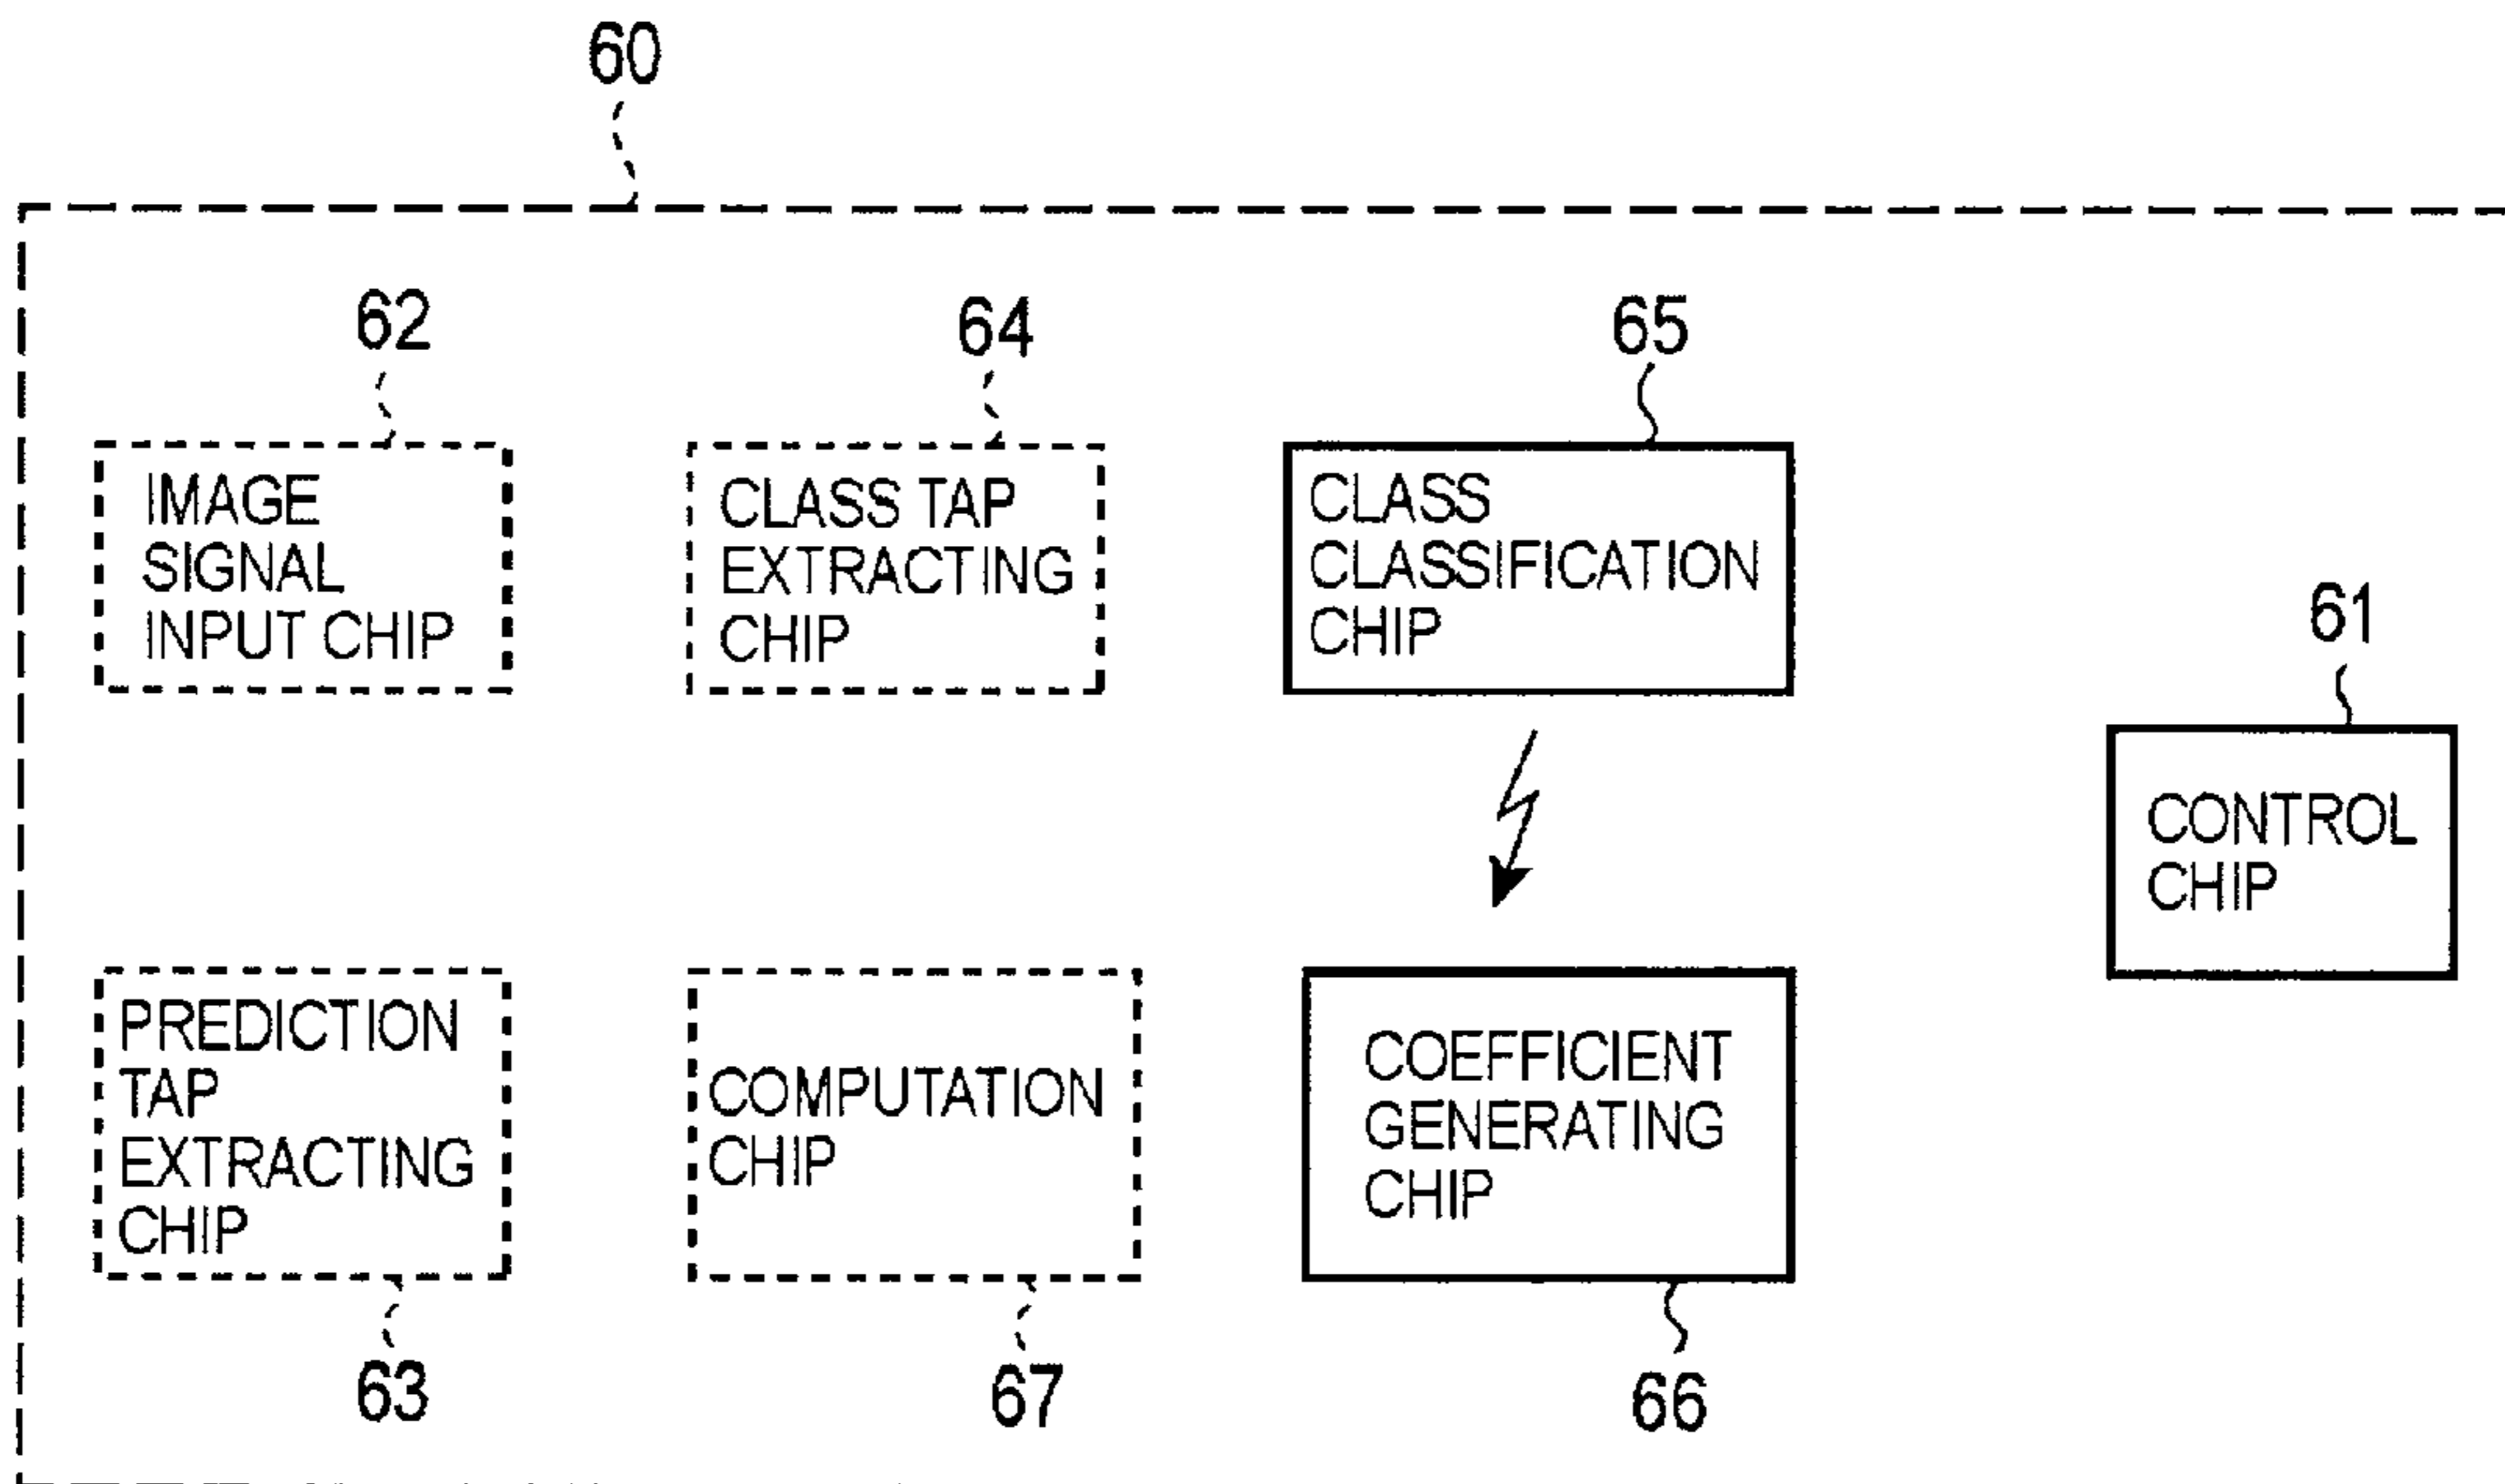 60
62
64
65
IMAGE
SIGNAL
INPUT CHIP
CLASS TAP
EXTRACTING
CHIP
CLASS
CLASSIFICATION
CHIP
61
CONTROL
CHIP
PREDICTION
TAP
EXTRACTING
CHIP
COMPUTATION
CHIP
COEFFICIENT
GENERATING
CHIP
63
67
66